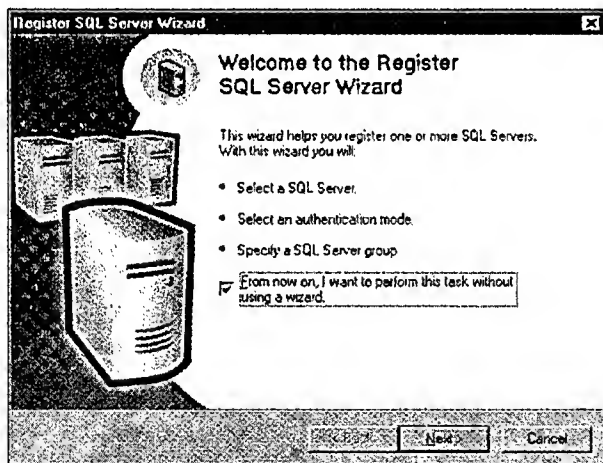 Register SQL Server Wizard
Welcome to the Register
SQL Server Wizard
This wizard helps you register one or more SQL Servers.
With this wizard you will:
• Select a SQL Server.
• Select an authentication mode.
• Specify a SQL Server group
From now on, I want to perform this task without
using a wizard.
< Back Next > Cancel